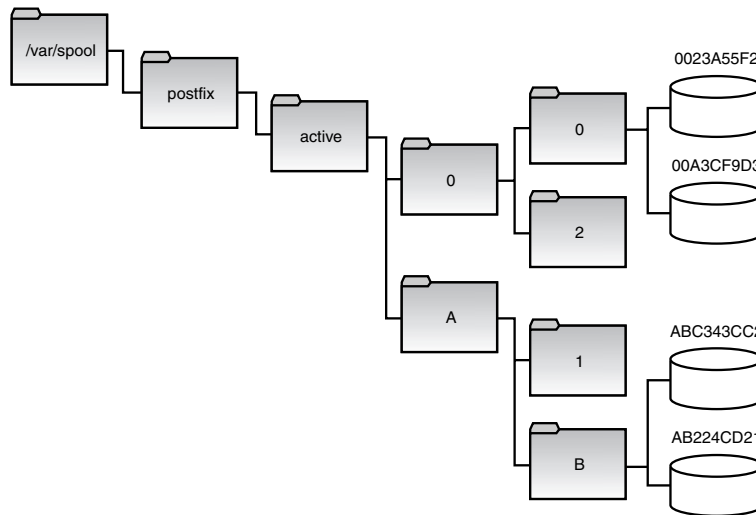 /var/spool
postfix
active
0
0
2
A
1
B
0023A55F2
00A3CF9D3
ABC343CC2
AB224CD21